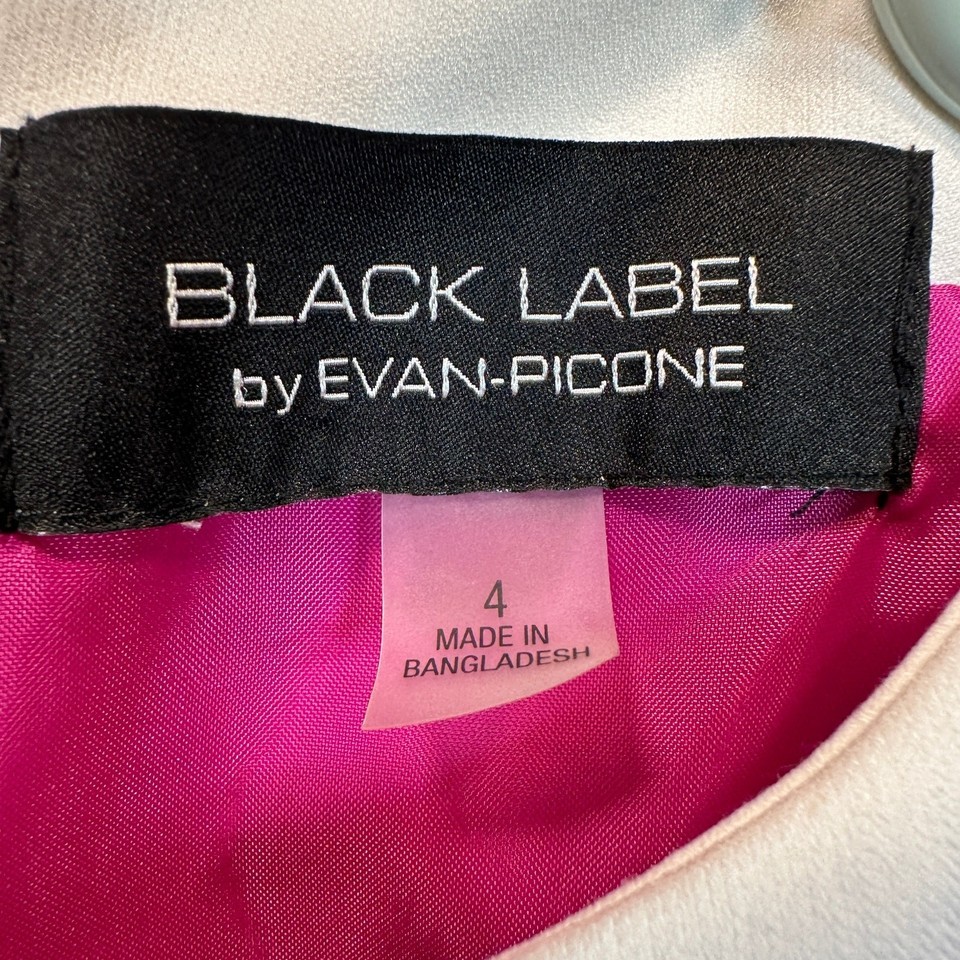 BLACK LABEL
by EVAN-PICONE
4
MADE IN
BANGLADESH